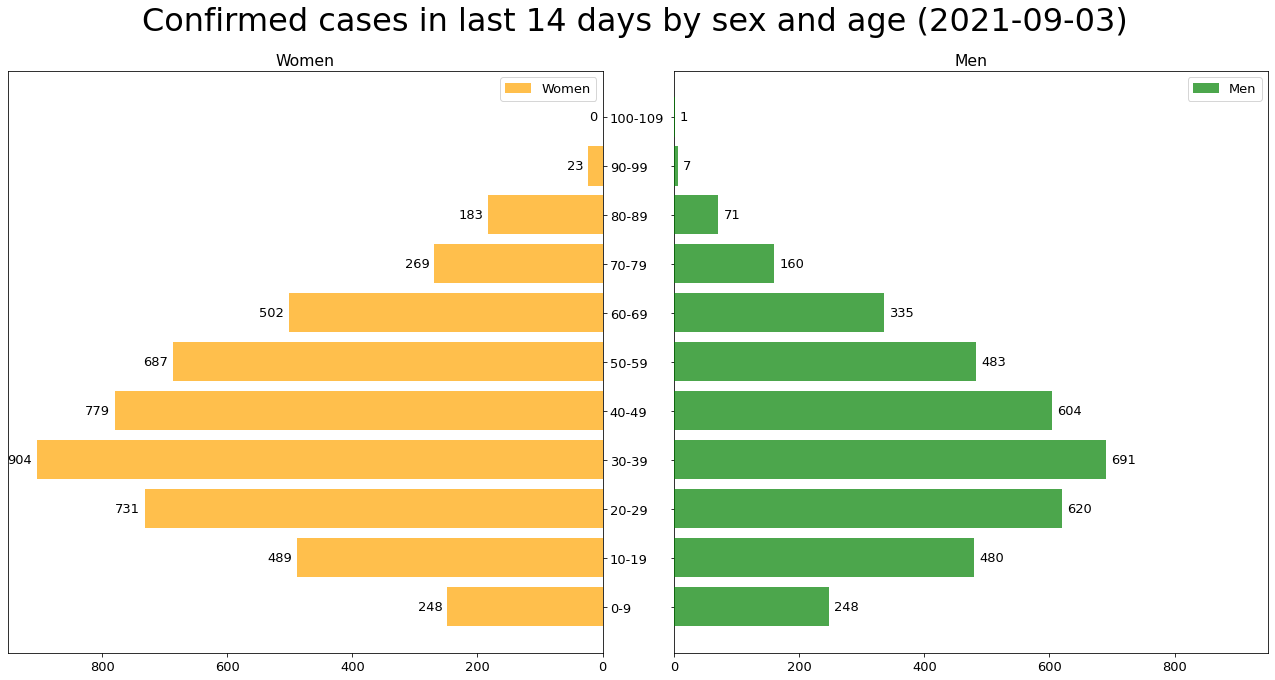 Confirmed cases in last 14 days by sex and age (2021-09-03)
Women Men
Women Men
0 100-109 1
23 90-99 7
183 80-89 71
269 70-79 160
502 60-69 335
687 50-59 483
779 40-49 604
904 30-39 691
731 20-29 620
489 10-19 480
248 0-9 248
800 600 400 200 0 0 200 400 600 800